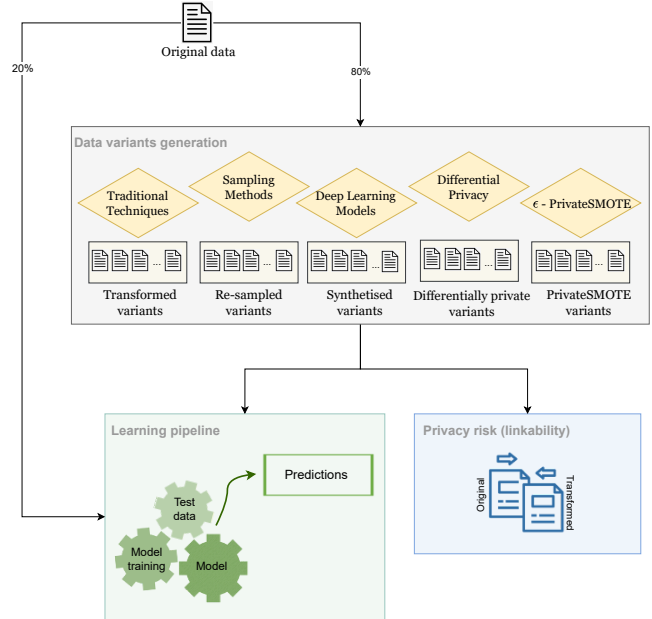 Original data
20%
80%
Data variants generation
Traditional
Techniques
Sampling
Methods
Deep Learning
Models
Differential
Privacy
ϵ - PrivateSMOTE
...
...
...
...
...
Transformed
variants
Re-sampled
variants
Synthetised
variants
Differentially private
variants
PrivateSMOTE
variants
Learning pipeline
Test
data
Model
training
Model
Predictions
Privacy risk (linkability)
Original
Transformed